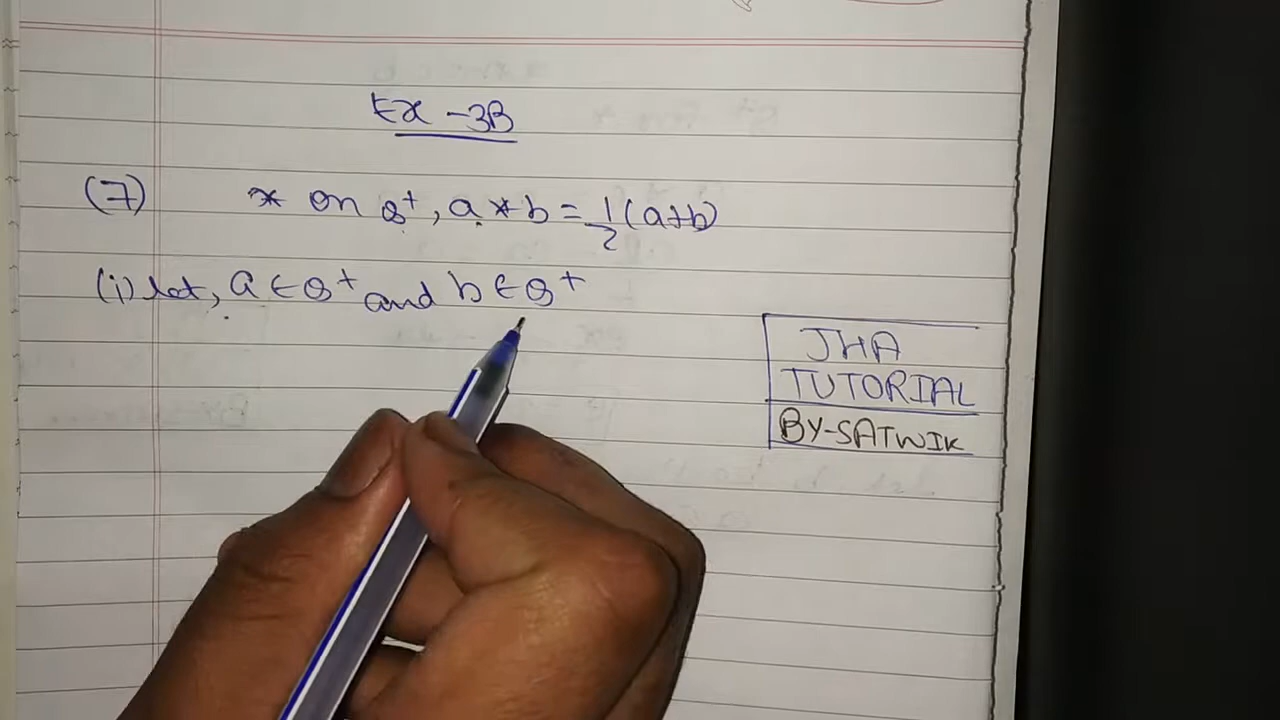 Ex - 3B
(7) * on Q⁺, a * b = 1/2 (a+b)
(i) let, a ∈ Q⁺ and b ∈ Q⁺
JHA
TUTORIAL
BY-SATWIK